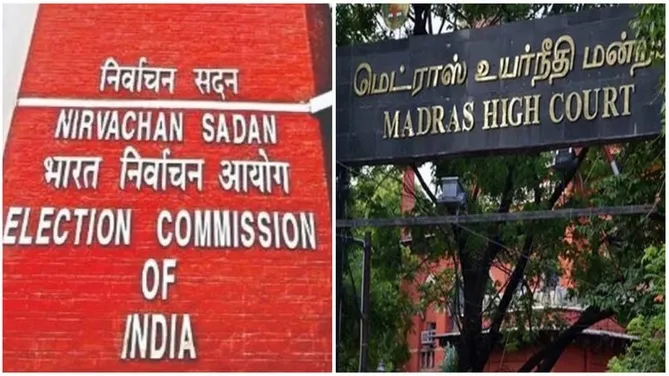 निर्वाचन सदन
NIRVACHAN SADAN
भारत निर्वाचन आयोग
ELECTION COMMISSION
OF
INDIA
மெட்ராஸ் உயர்நீதி மன்ற
MADRAS HIGH COURT